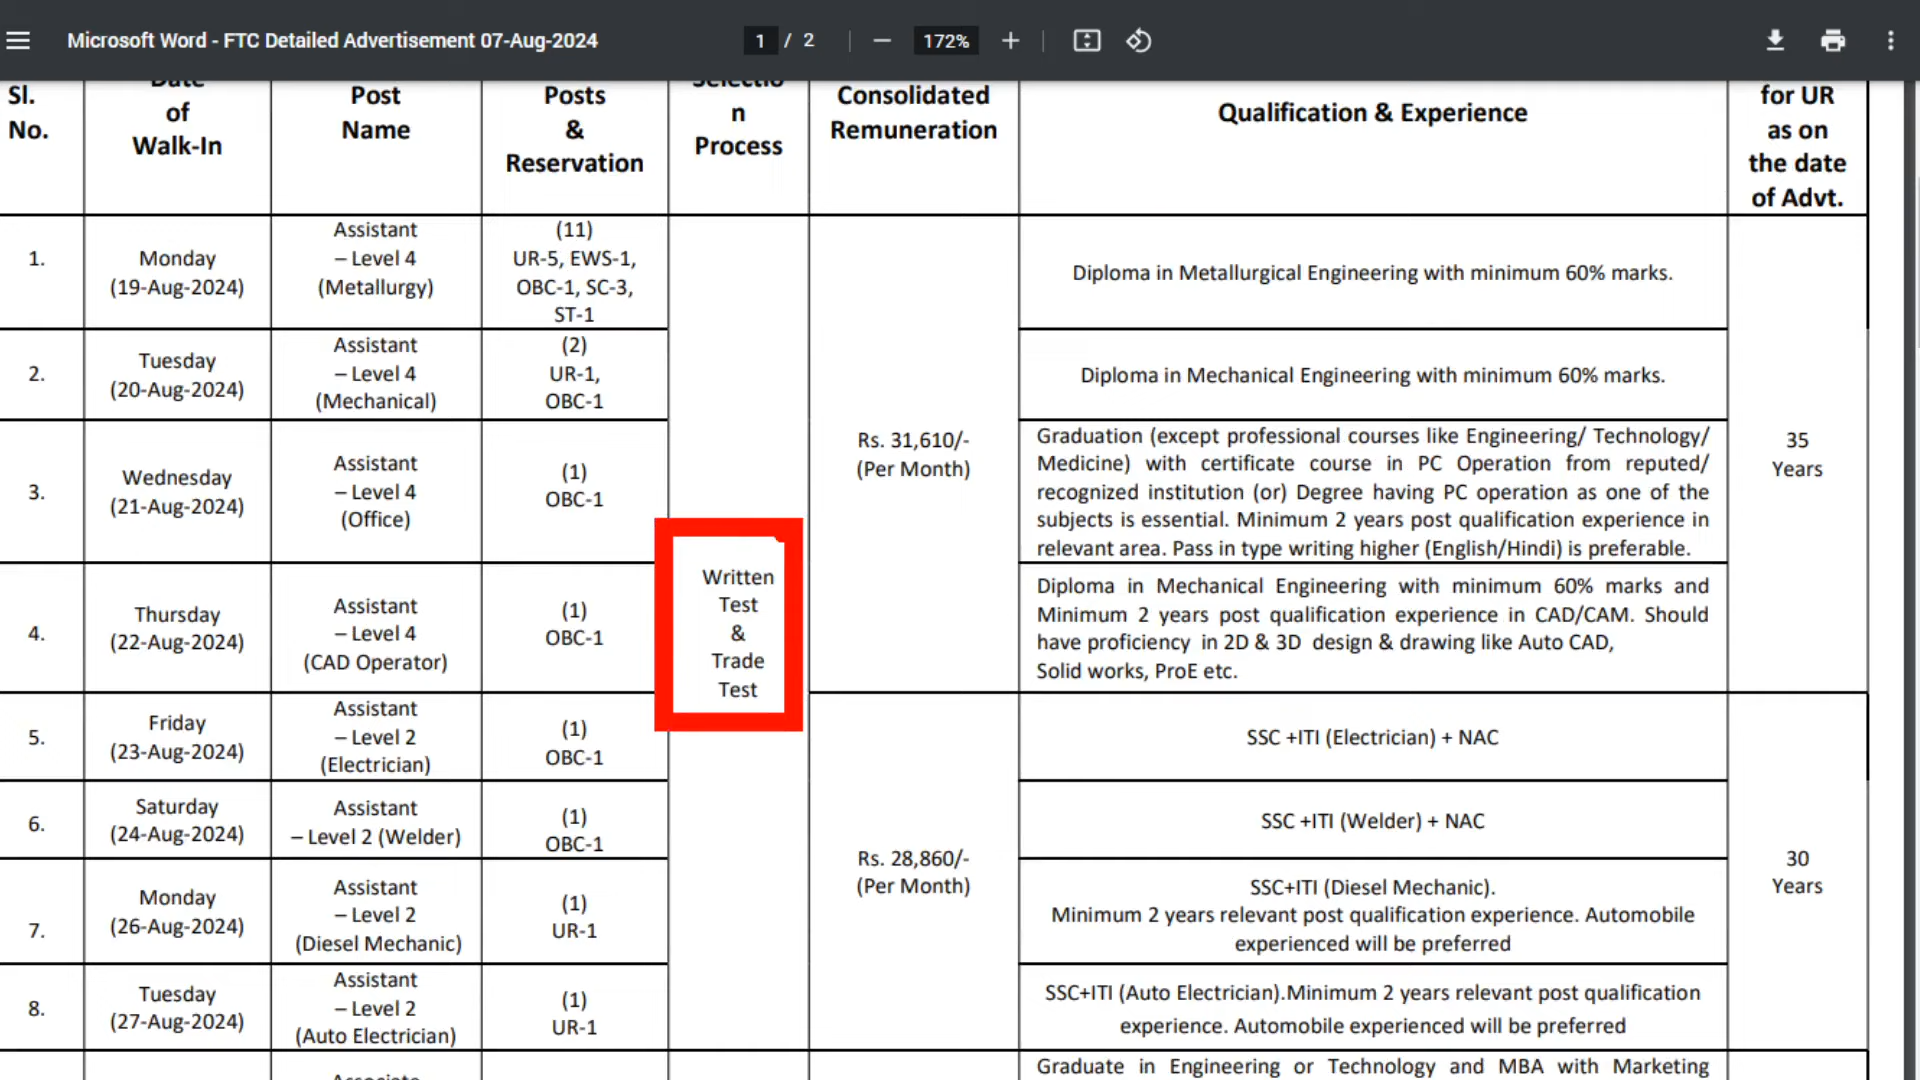 Microsoft Word - FTC Detailed Advertisement 07-Aug-2024
1 / 2
172%
Sl.
No.
Date
of
Walk-In
Post
Name
Posts
&
Reservation
Selectio
n
Process
Consolidated
Remuneration
Qualification & Experience
for UR
as on
the date
of Advt.
1.
Monday
(19-Aug-2024)
Assistant
– Level 4
(Metallurgy)
(11)
UR-5, EWS-1,
OBC-1, SC-3,
ST-1
Diploma in Metallurgical Engineering with minimum 60% marks.
2.
Tuesday
(20-Aug-2024)
Assistant
– Level 4
(Mechanical)
(2)
UR-1,
OBC-1
Diploma in Mechanical Engineering with minimum 60% marks.
3.
Wednesday
(21-Aug-2024)
Assistant
– Level 4
(Office)
(1)
OBC-1
Rs. 31,610/-
(Per Month)
Graduation (except professional courses like Engineering/ Technology/
Medicine) with certificate course in PC Operation from reputed/
recognized institution (or) Degree having PC operation as one of the
subjects is essential. Minimum 2 years post qualification experience in
relevant area. Pass in type writing higher (English/Hindi) is preferable.
35
Years
4.
Thursday
(22-Aug-2024)
Assistant
– Level 4
(CAD Operator)
(1)
OBC-1
Written
Test
&
Trade
Test
Diploma in Mechanical Engineering with minimum 60% marks and
Minimum 2 years post qualification experience in CAD/CAM. Should
have proficiency in 2D & 3D design & drawing like Auto CAD,
Solid works, ProE etc.
5.
Friday
(23-Aug-2024)
Assistant
– Level 2
(Electrician)
(1)
OBC-1
SSC +ITI (Electrician) + NAC
6.
Saturday
(24-Aug-2024)
Assistant
– Level 2 (Welder)
(1)
OBC-1
SSC +ITI (Welder) + NAC
Rs. 28,860/-
(Per Month)
30
Years
7.
Monday
(26-Aug-2024)
Assistant
– Level 2
(Diesel Mechanic)
(1)
UR-1
SSC+ITI (Diesel Mechanic).
Minimum 2 years relevant post qualification experience. Automobile
experienced will be preferred
8.
Tuesday
(27-Aug-2024)
Assistant
– Level 2
(Auto Electrician)
(1)
UR-1
SSC+ITI (Auto Electrician).Minimum 2 years relevant post qualification
experience. Automobile experienced will be preferred
Associate
Graduate in Engineering or Technology and MBA with Marketing